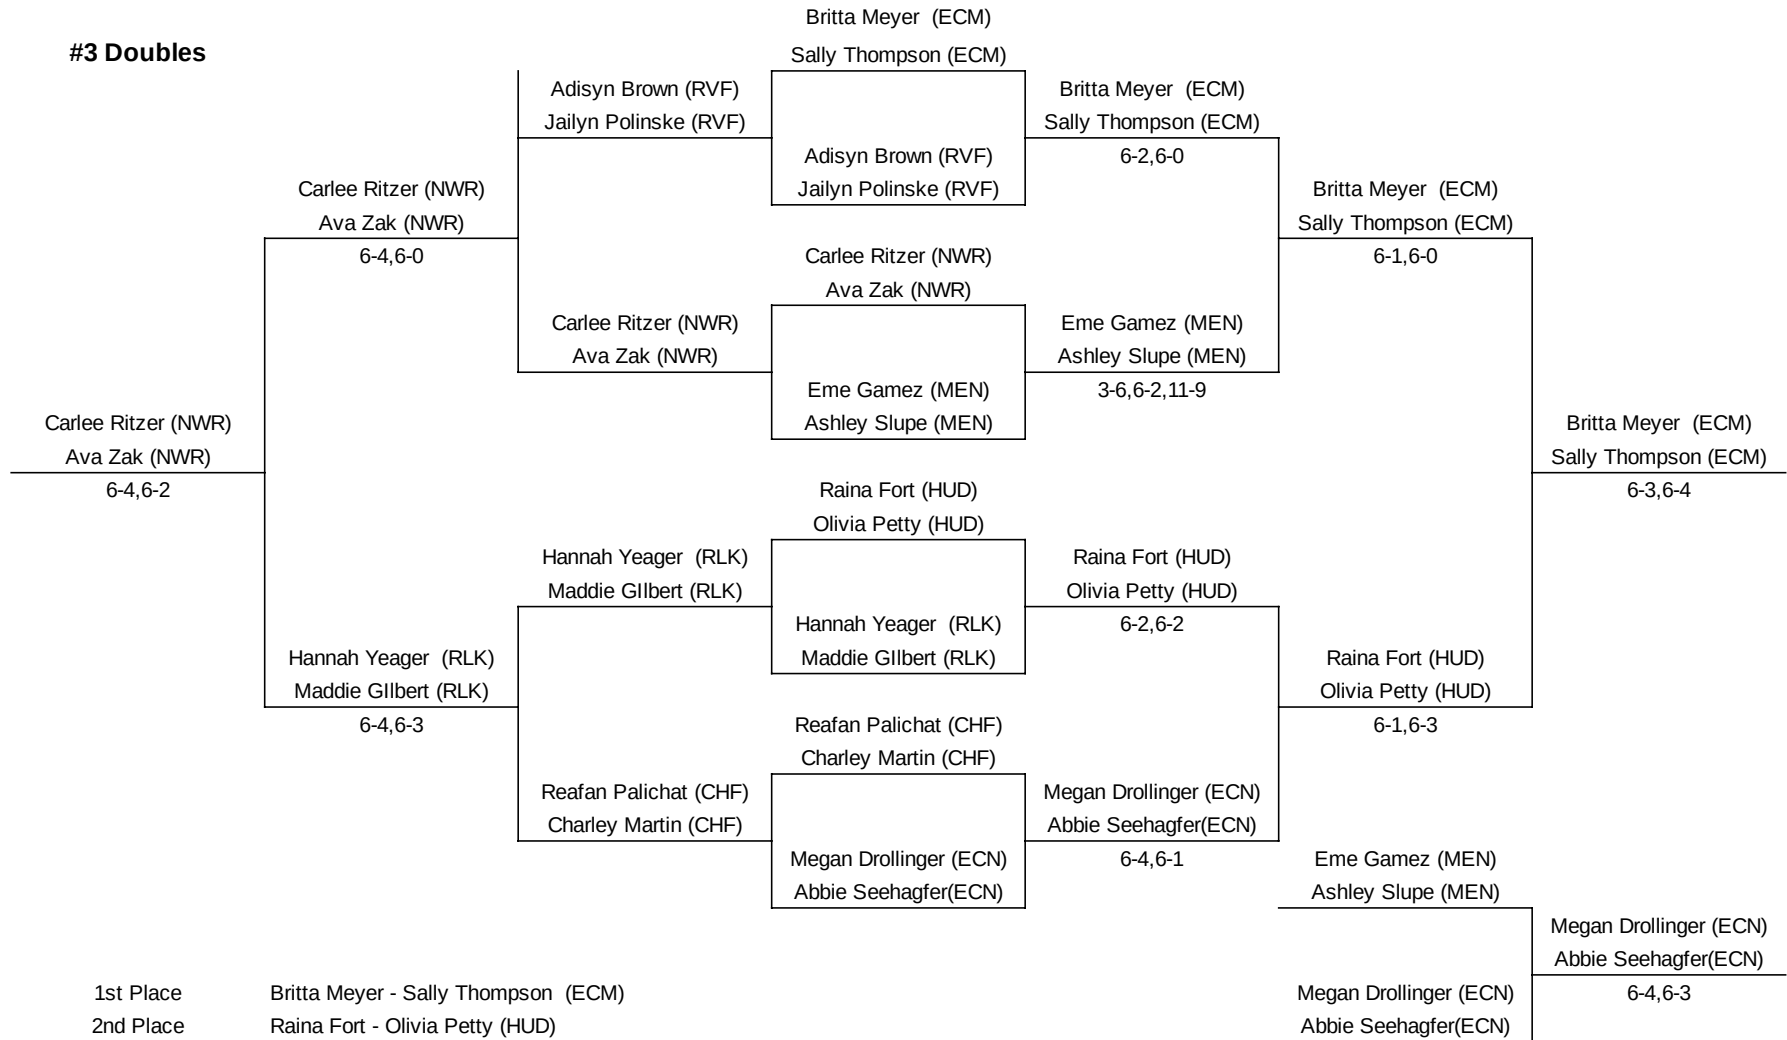 Britta Meyer  (ECM)
#3 Doubles
Sally Thompson (ECM)
Adisyn Brown (RVF)
Britta Meyer  (ECM)
Jailyn Polinske (RVF)
Sally Thompson (ECM)
Adisyn Brown (RVF)
6-2,6-0
Carlee Ritzer (NWR)
Jailyn Polinske (RVF)
Britta Meyer  (ECM)
Ava Zak (NWR)
Sally Thompson (ECM)
6-4,6-0
Carlee Ritzer (NWR)
6-1,6-0
Ava Zak (NWR)
Carlee Ritzer (NWR)
Eme Gamez (MEN)
Ava Zak (NWR)
Ashley Slupe (MEN)
Eme Gamez (MEN)
3-6,6-2,11-9
Carlee Ritzer (NWR)
Ashley Slupe (MEN)
Britta Meyer  (ECM)
Ava Zak (NWR)
Sally Thompson (ECM)
6-4,6-2
Raina Fort (HUD)
6-3,6-4
Olivia Petty (HUD)
Hannah Yeager  (RLK)
Raina Fort (HUD)
Maddie GIlbert (RLK)
Olivia Petty (HUD)
Hannah Yeager  (RLK)
6-2,6-2
Hannah Yeager  (RLK)
Maddie GIlbert (RLK)
Raina Fort (HUD)
Maddie GIlbert (RLK)
Olivia Petty (HUD)
6-4,6-3
Reafan Palichat (CHF)
6-1,6-3
Charley Martin (CHF)
Reafan Palichat (CHF)
Megan Drollinger (ECN)
Charley Martin (CHF)
Abbie Seehagfer(ECN)
Megan Drollinger (ECN)
6-4,6-1
Eme Gamez (MEN)
Abbie Seehagfer(ECN)
Ashley Slupe (MEN)
Megan Drollinger (ECN)
Abbie Seehagfer(ECN)
1st Place
Britta Meyer - Sally Thompson  (ECM)
Megan Drollinger (ECN)
6-4,6-3
2nd Place
Raina Fort - Olivia Petty (HUD)
Abbie Seehagfer(ECN)